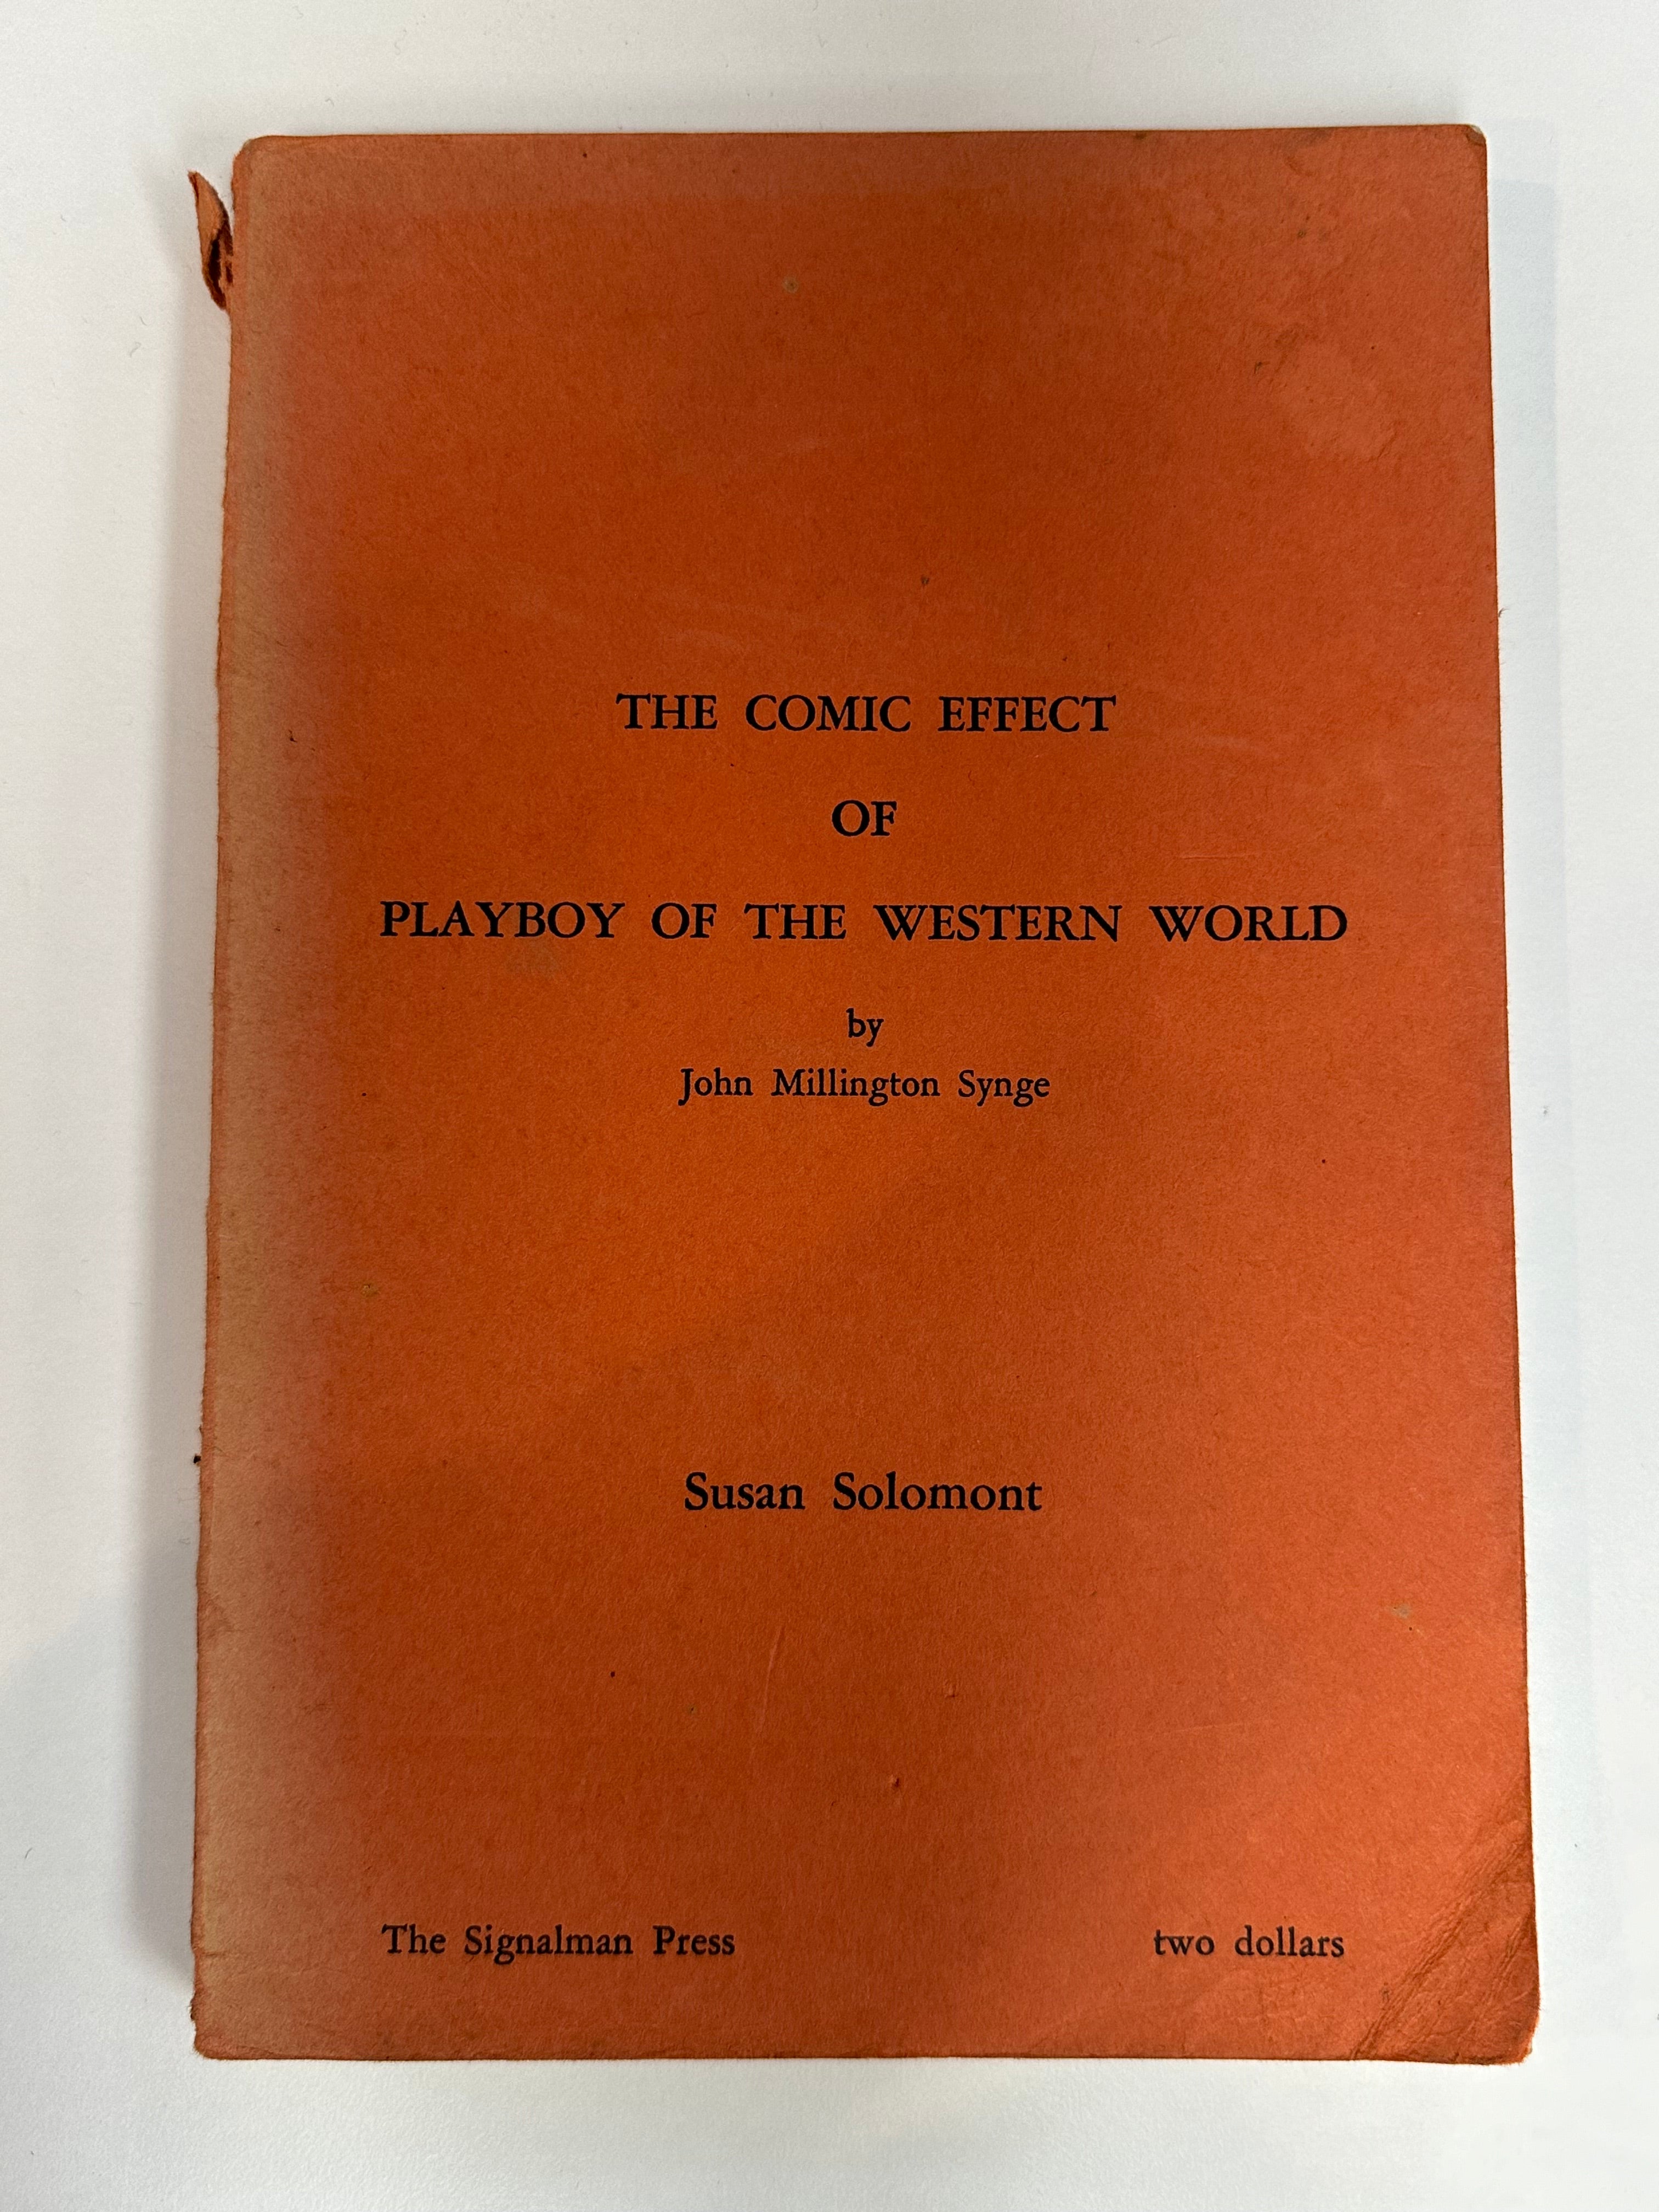 THE COMIC EFFECT
OF
PLAYBOY OF THE WESTERN WORLD
by
John Millington Synge
Susan Solomont
The Signalman Press two dollars